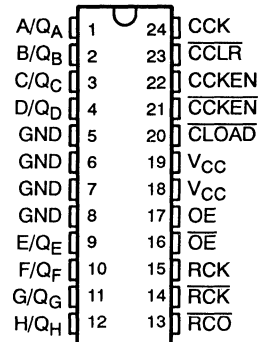 A/QA 1 24 CCK
B/QB 2 23 CCLR
C/QC 3 22 CCKEN
D/QD 4 21 CCKEN
GND 5 20 CLOAD
GND 6 19 VCC
GND 7 18 VCC
GND 8 17 OE
E/QE 9 16 OE
F/QF 10 15 RCK
G/QG 11 14 RCK
H/QH 12 13 RCO